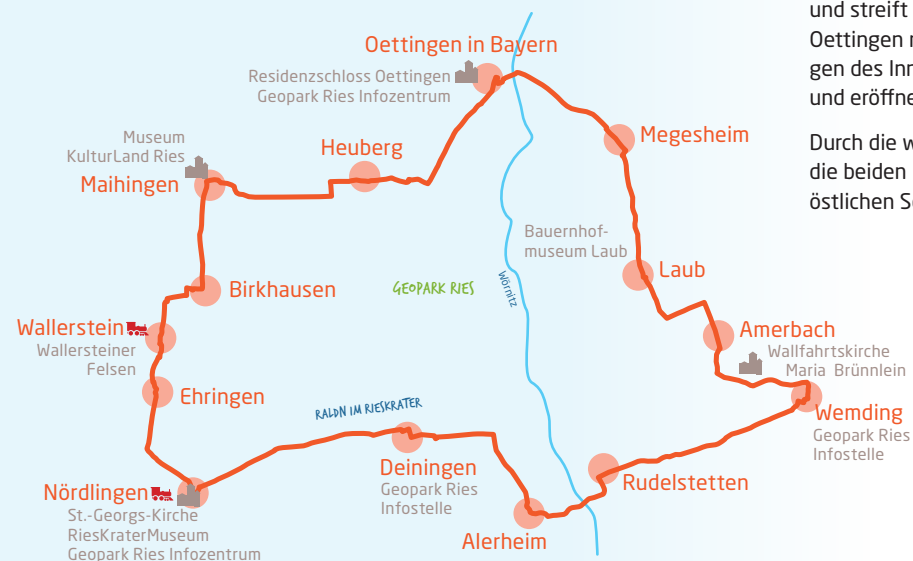 und streift
Oettingen
gen des Inn
und eröffne
Durch die w
die beiden
östlichen S
Oettingen in Bayern
Residenzschloss Oettingen
Geopark Ries Infozentrum
Megesheim
Heuberg
Museum
KulturLand Ries
Maihingen
Bauernhof-
museum Laub
Laub
Birkhausen
GEOPARK RIES
Wörnitz
Wallerstein
Wallersteiner
Felsen
Amerbach
Wallfahrtskirche
Maria Brünnlein
Ehringen
RALDN IM RIESKRATER
Wemding
Geopark Ries
Infostelle
Deiningen
Geopark Ries
Infostelle
Rudelstetten
Nördlingen
St.-Georgs-Kirche
RiesKraterMuseum
Geopark Ries Infozentrum
Alerheim